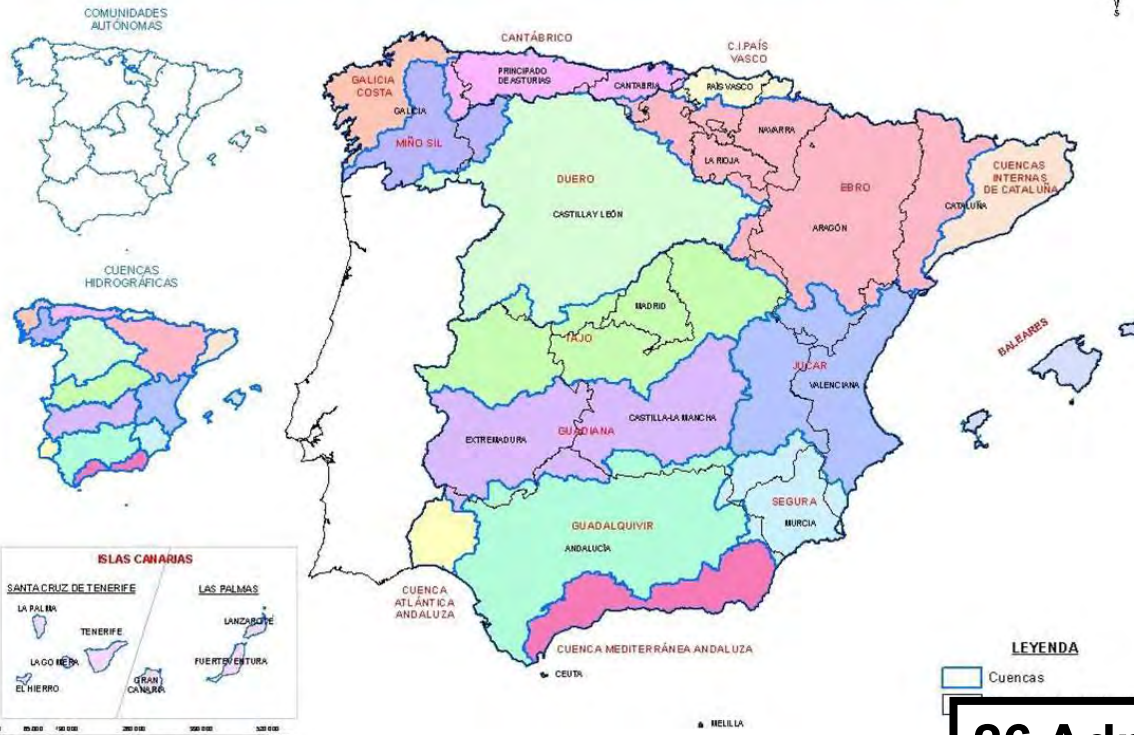 COMUNIDADES
AUTÓNOMAS
CUENCAS
HIDROGRÁFICAS
CANTÁBRICO
C.I.PAÍS
VASCO
GALICIA
COSTA
GALICIA
MIÑO SIL
PRINCIPADO
DE ASTURIAS
CANTABRIA
PAÍS VASCO
NAVARRA
LA RIOJA
EBRO
ARAGÓN
CUENCAS
INTERNAS
DE CATALUÑA
CATALUÑA
DUERO
CASTILLA Y LEÓN
MADRID
TAJO
BALEARES
JUCAR
VALENCIANA
CASTILLA-LA MANCHA
GUADIANA
EXTREMADURA
SEGURA
MURCIA
GUADALQUIVIR
ANDALUCÍA
CUENCA
ATLÁNTICA
ANDALUZA
CUENCA MEDITERRÁNEA ANDALUZA
CEUTA
MELILLA
ISLAS CANARIAS
SANTA CRUZ DE TENERIFE
LAS PALMAS
LA PALMA
TENERIFE
LA GOMERA
EL HIERRO
LANZAROTE
FUERTEVENTURA
GRAN
CANARIA
LEYENDA
Cuencas